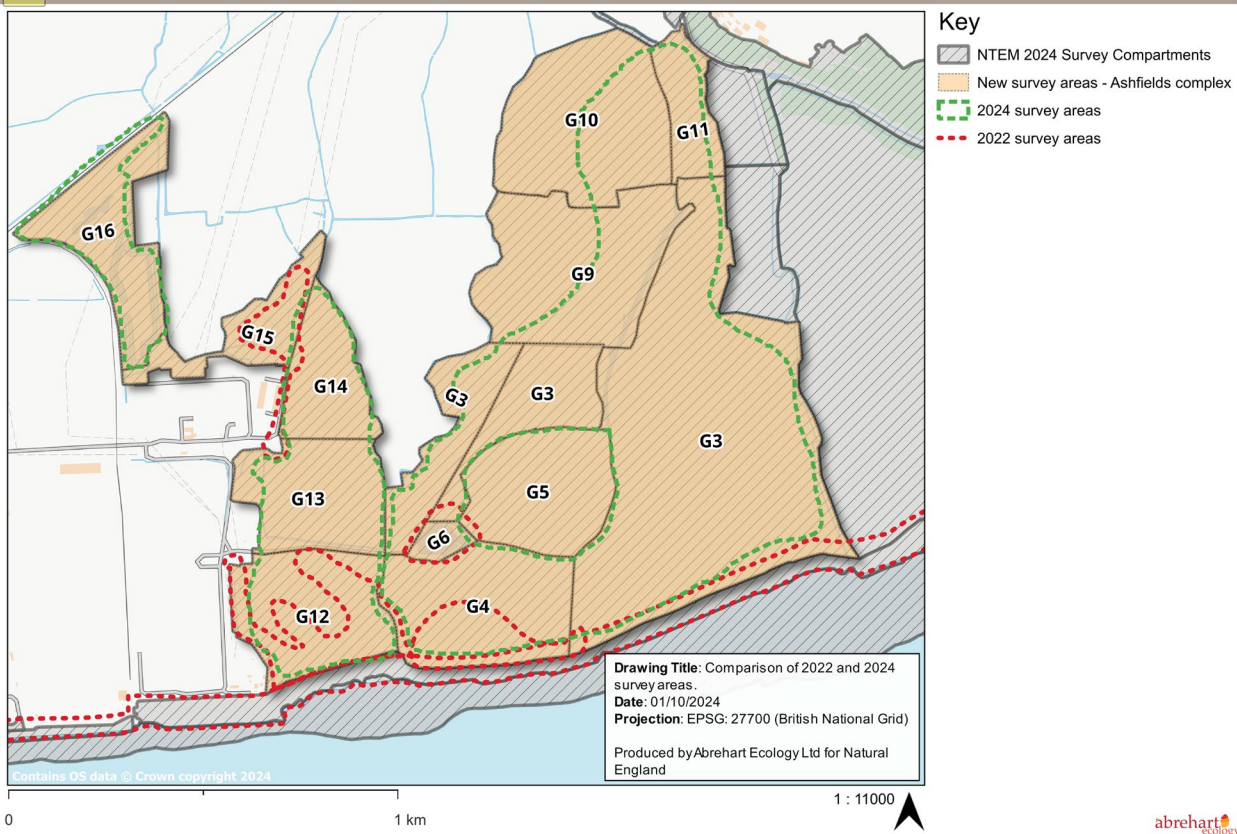 Key
NTEM 2024 Survey Compartments
New survey areas - Ashfields complex
2024 survey areas
2022 survey areas
G10
G11
G16
G9
G15
G14
G3
G3
G3
G13
G5
G6
G12
G4
Drawing Title: Comparison of 2022 and 2024
survey areas.
Date: 01/10/2024
Projection: EPSG: 27700 (British National Grid)
Produced by Abrehart Ecology Ltd for Natural
England
Contains OS data © Crown copyright 2024
0
1 km
1 : 11000
abrehart
ecology